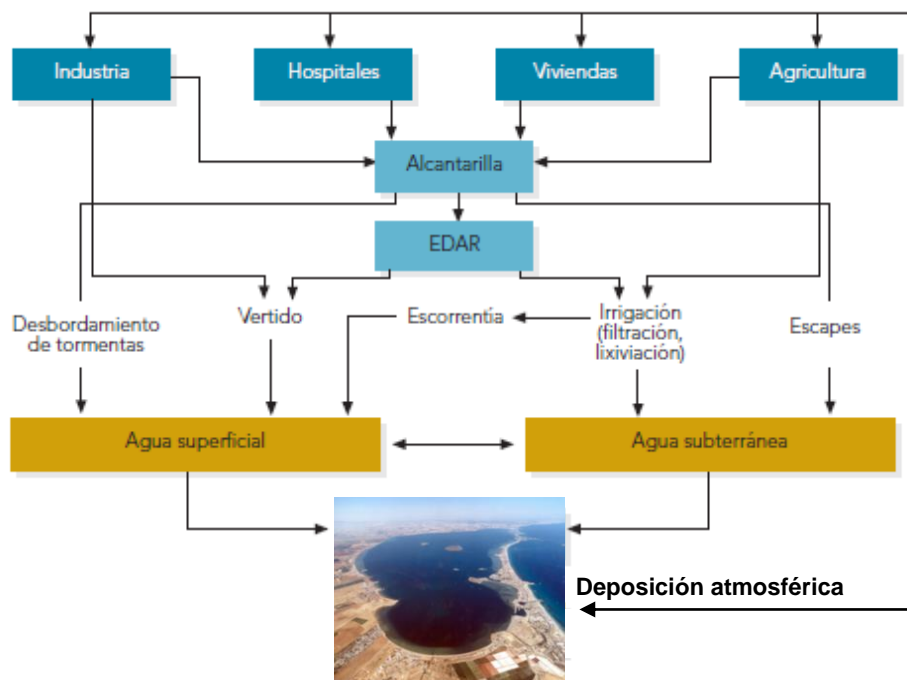 Industria
Hospitales
Viviendas
Agricultura
Alcantarilla
EDAR
Desbordamiento
de tormentas
Vertido
Escorrentía
Irrigación
(filtración,
lixiviación)
Escapes
Agua superficial
Agua subterránea
Deposición atmosférica